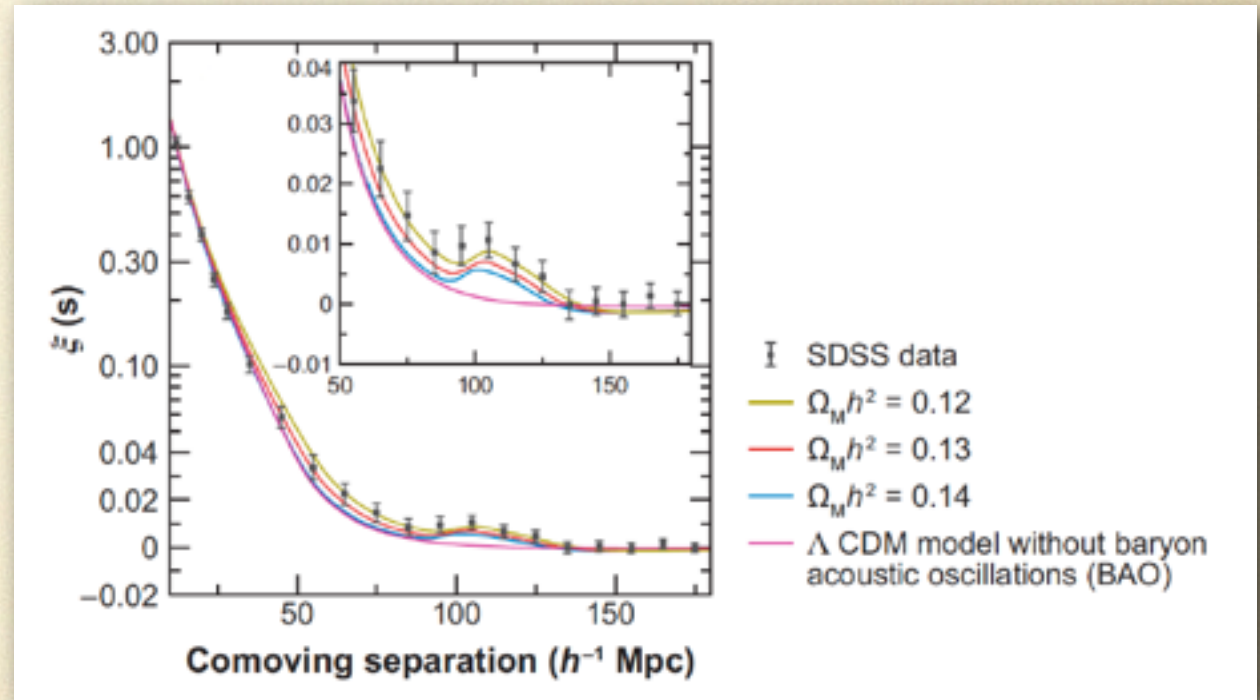 3.00
1.00
0.30
0.10
0.04
0.02
0
−0.02
ξ (s)
0.04
0.03
0.02
0.01
0
−0.01
50
100
150
50
100
150
Comoving separation (h⁻¹ Mpc)
SDSS data
Ω_M h² = 0.12
Ω_M h² = 0.13
Ω_M h² = 0.14
Λ CDM model without baryon
acoustic oscillations (BAO)